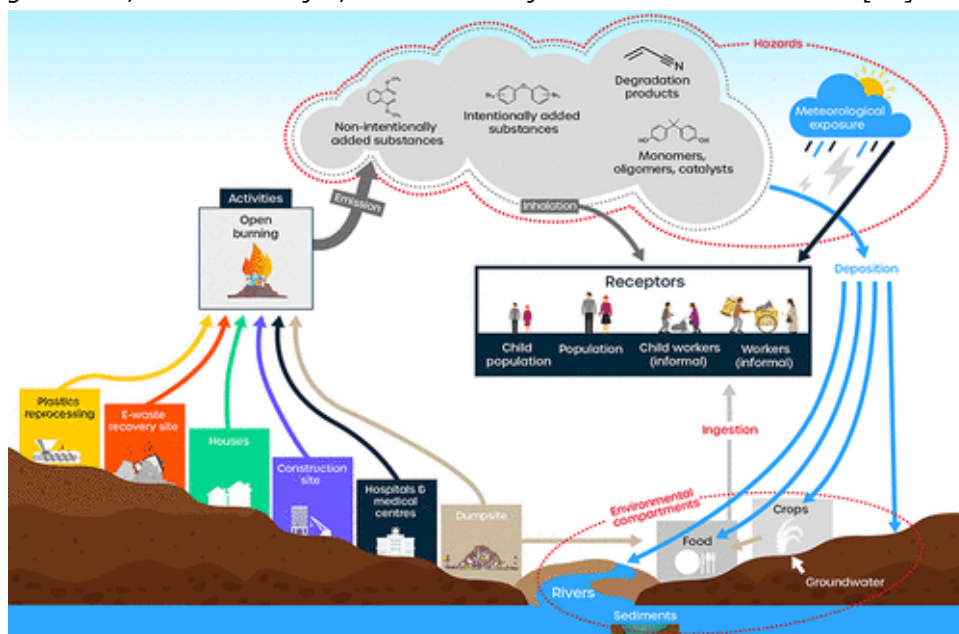 Hazards
Non-intentionally
added substances
Intentionally added
substances
Degradation
products
Monomers,
oligomers, catalysts
Meteorological
exposure
Emission
Inhalation
Activities
Open
burning
Deposition
Receptors
Child
population
Population
Child workers
(informal)
Workers
(informal)
Plastics
reprocessing
E-waste
recovery site
Houses
Construction
site
Hospitals &
medical
centres
Dumpsite
Ingestion
Environmental
compartments
Food
Crops
Groundwater
Rivers
Sediments